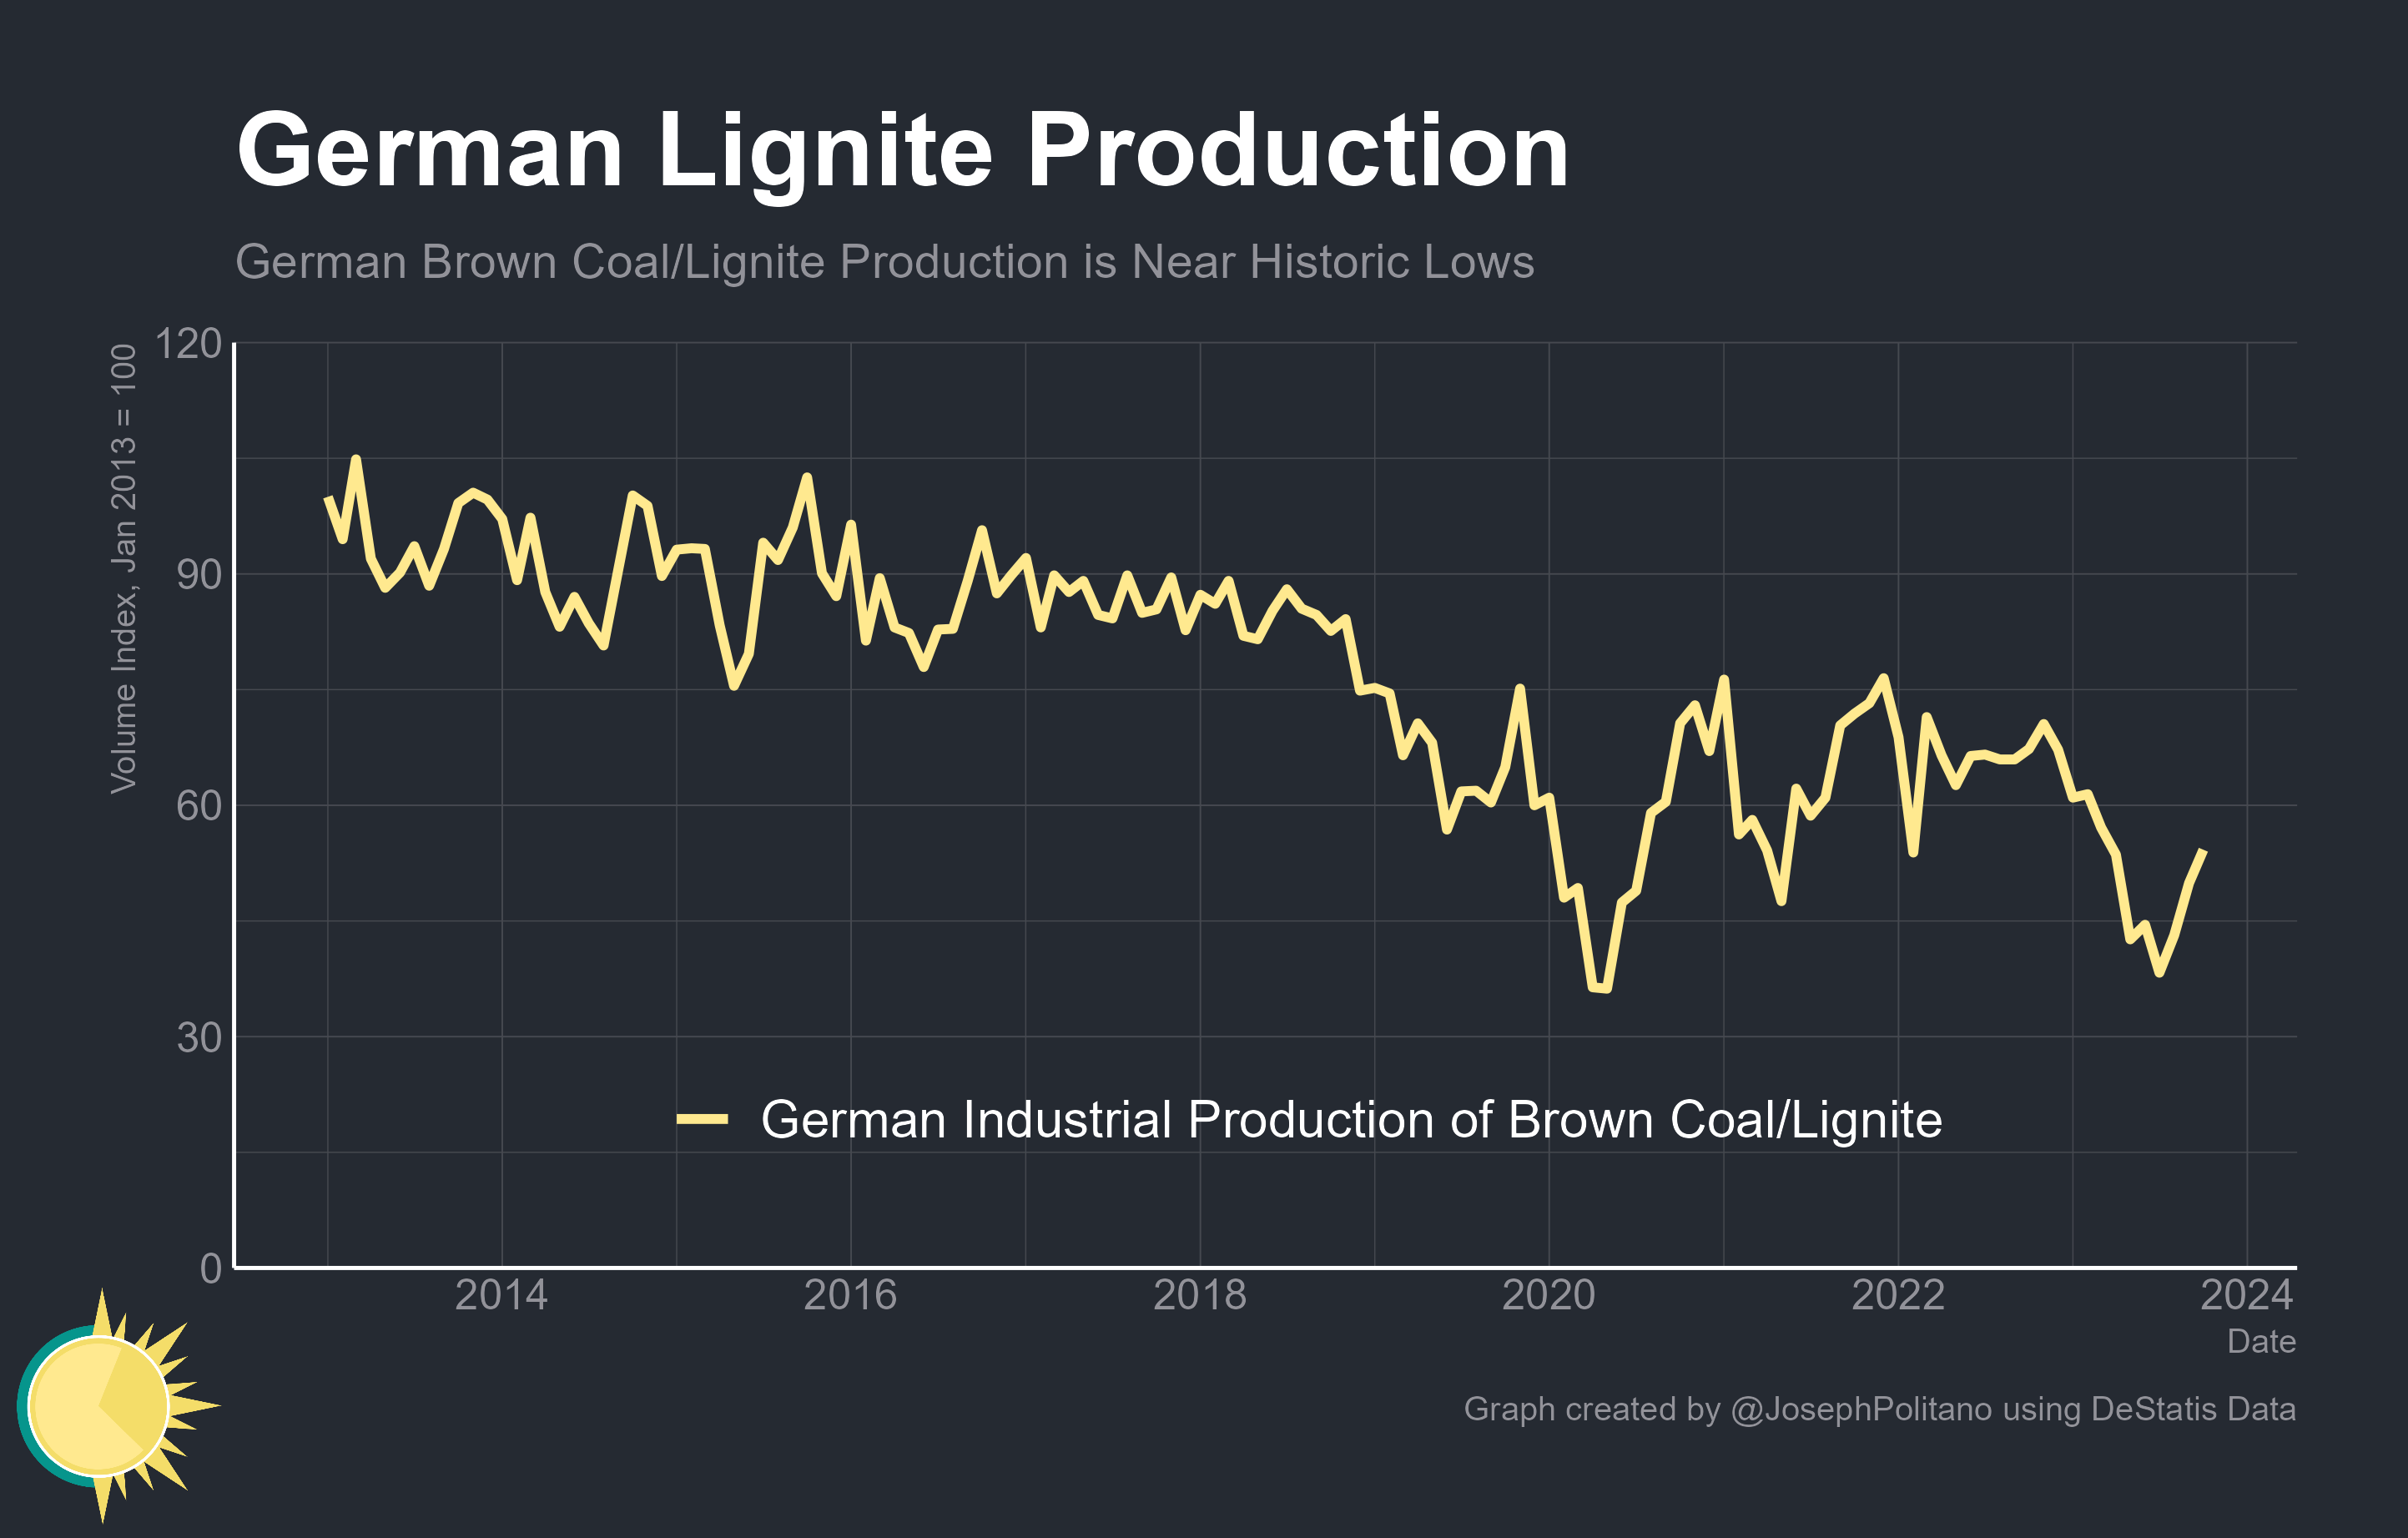 German Lignite Production
German Brown Coal/Lignite Production is Near Historic Lows
Volume Index, Jan 2013 = 100
120
90
60
30
0
German Industrial Production of Brown Coal/Lignite
2014
2016
2018
2020
2022
2024
Date
Graph created by @JosephPolitano using DeStatis Data